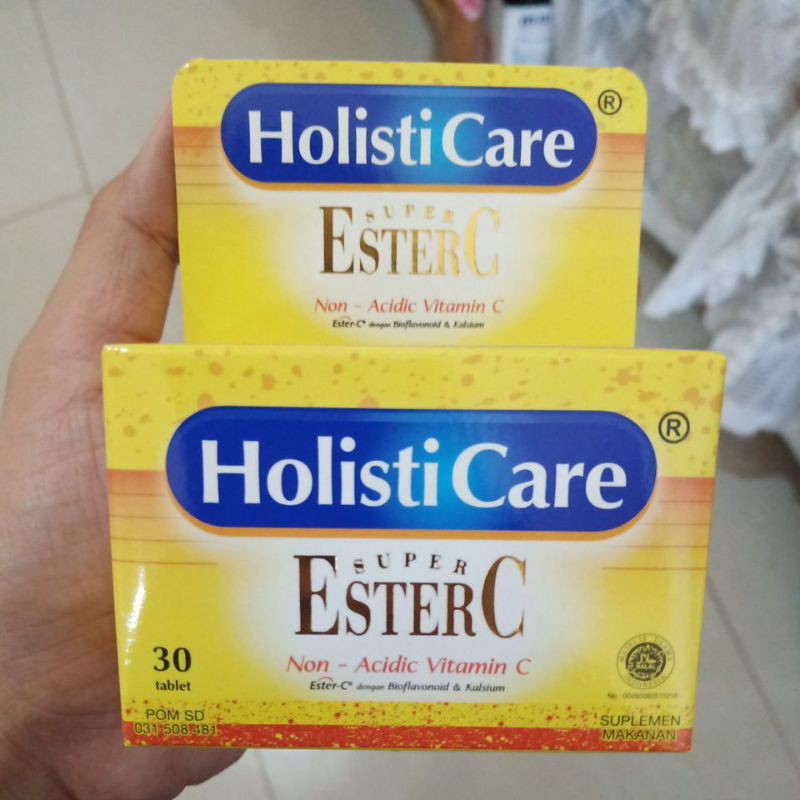 HolistiCare ®
SUPER
ESTER C
Non - Acidic Vitamin C
Ester-C® dengan Bioflavonoid & Kalsium
HolistiCare ®
SUPER
ESTER C
Non - Acidic Vitamin C
Ester-C® dengan Bioflavonoid & Kalsium
30
tablet
HALAL
POM SD
031 508 481
SUPLEMEN
MAKANAN